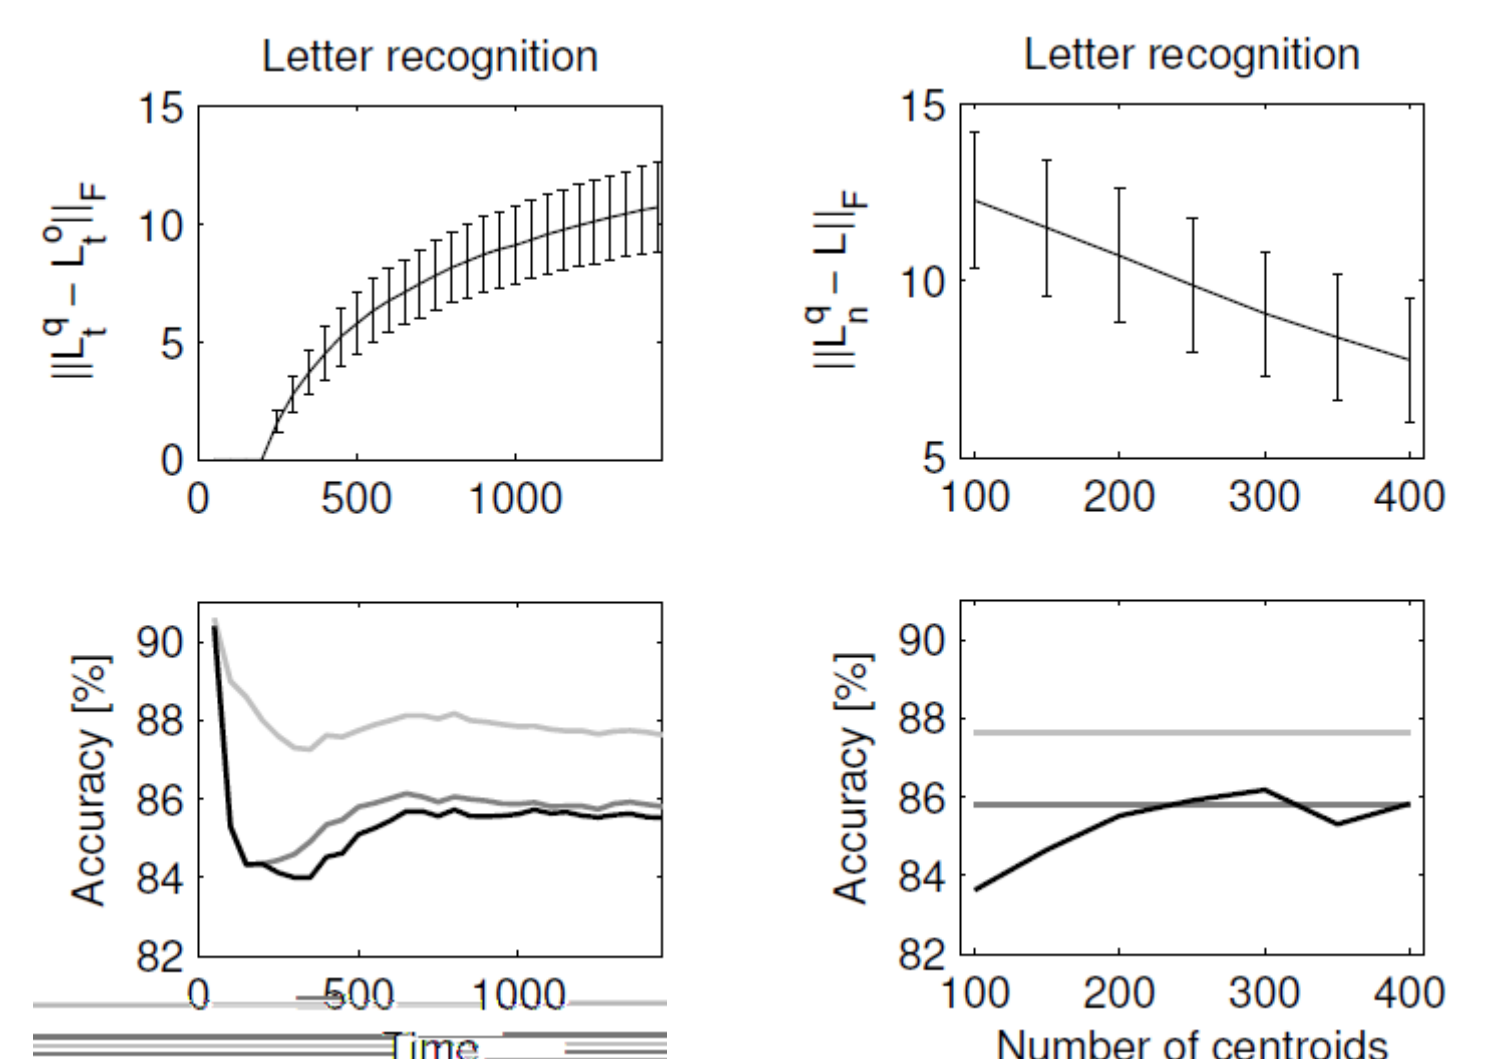 Letter recognition
15
10
5
0
||L_t^q − L_t^o||_F
0 500 1000
Letter recognition
15
10
5
||L_n^q − L||_F
100 200 300 400
90
88
86
84
82
Accuracy [%]
0 500 1000
Time
90
88
86
84
82
Accuracy [%]
100 200 300 400
Number of centroids